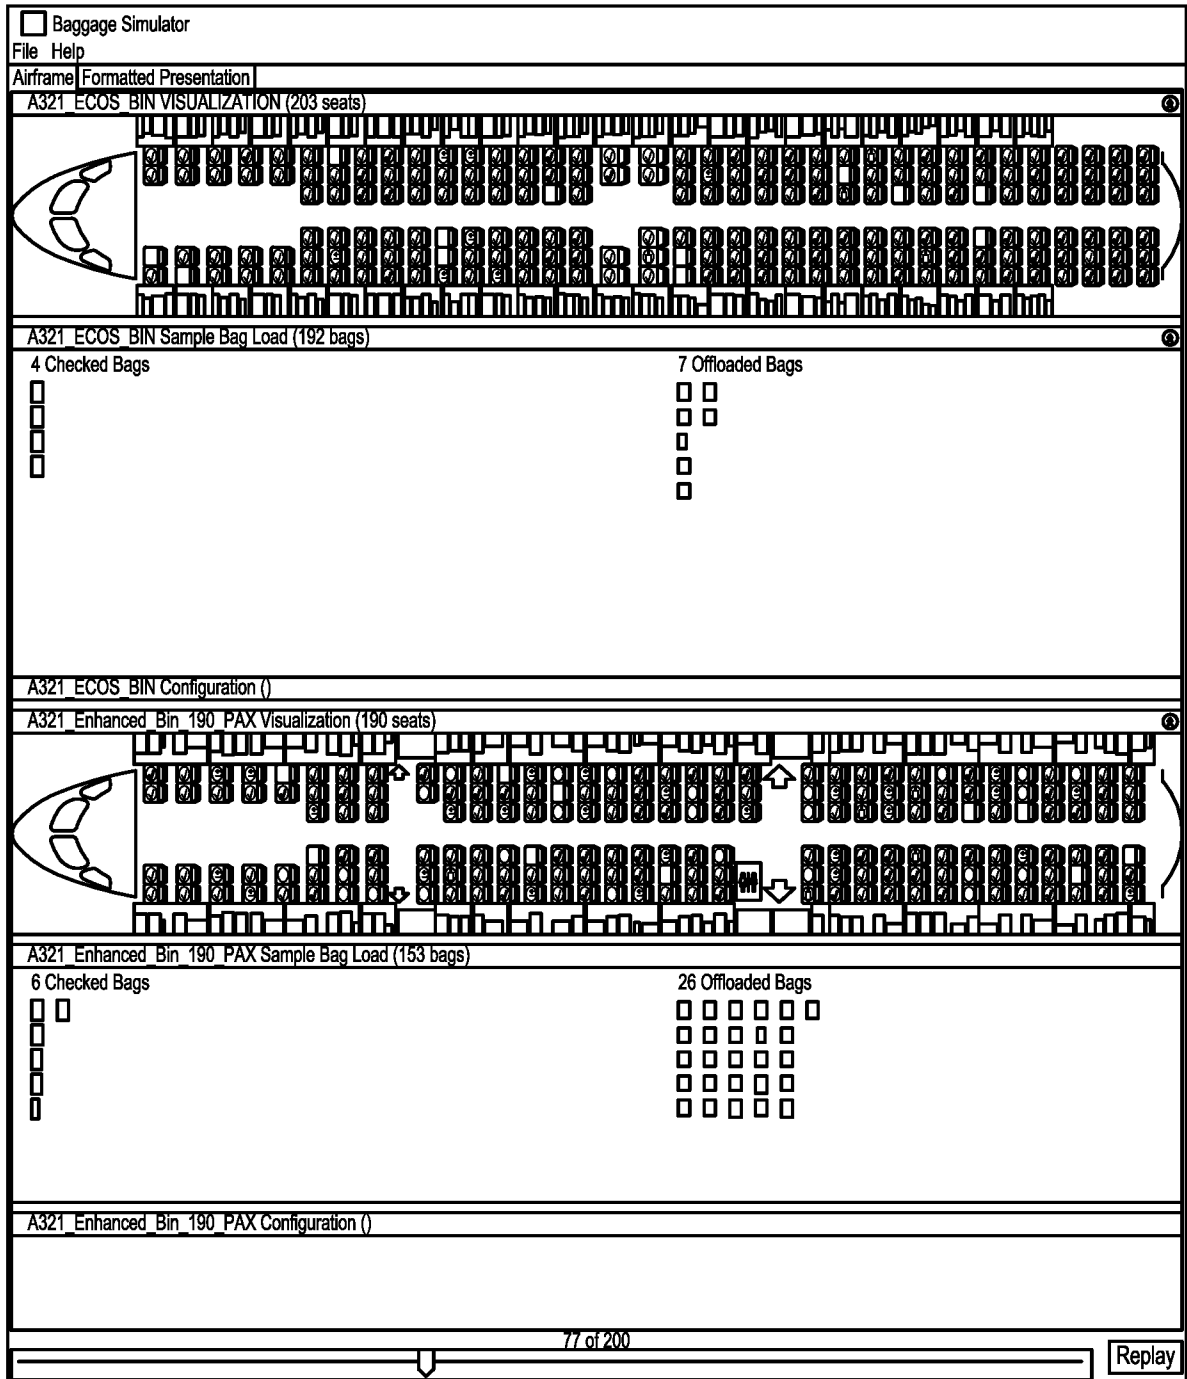 Baggage Simulator
File Help
Airframe Formatted Presentation
A321_ECOS_BIN VISUALIZATION (203 seats)
A321_ECOS_BIN Sample Bag Load (192 bags)
4 Checked Bags 7 Offloaded Bags
A321_ECOS_BIN Configuration ()
A321_Enhanced_Bin_190_PAX Visualization (190 seats)
A321_Enhanced_Bin_190_PAX Sample Bag Load (153 bags)
6 Checked Bags 26 Offloaded Bags
A321_Enhanced_Bin_190_PAX Configuration ()
77 of 200
Replay